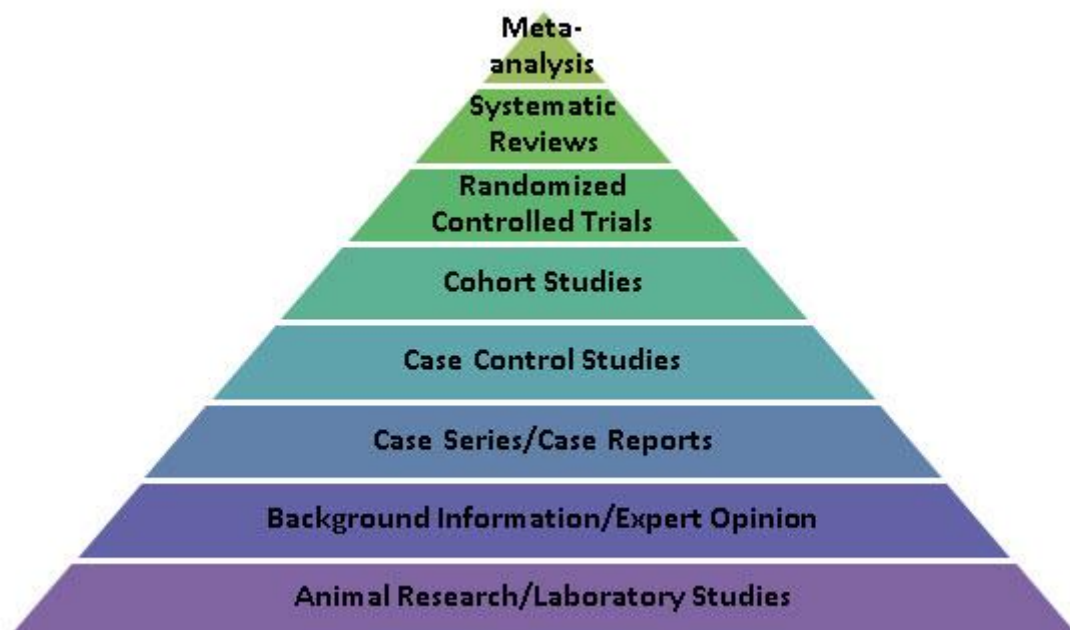 Meta-
analysis
Systematic
Reviews
Randomized
Controlled Trials
Cohort Studies
Case Control Studies
Case Series/Case Reports
Background Information/Expert Opinion
Animal Research/Laboratory Studies